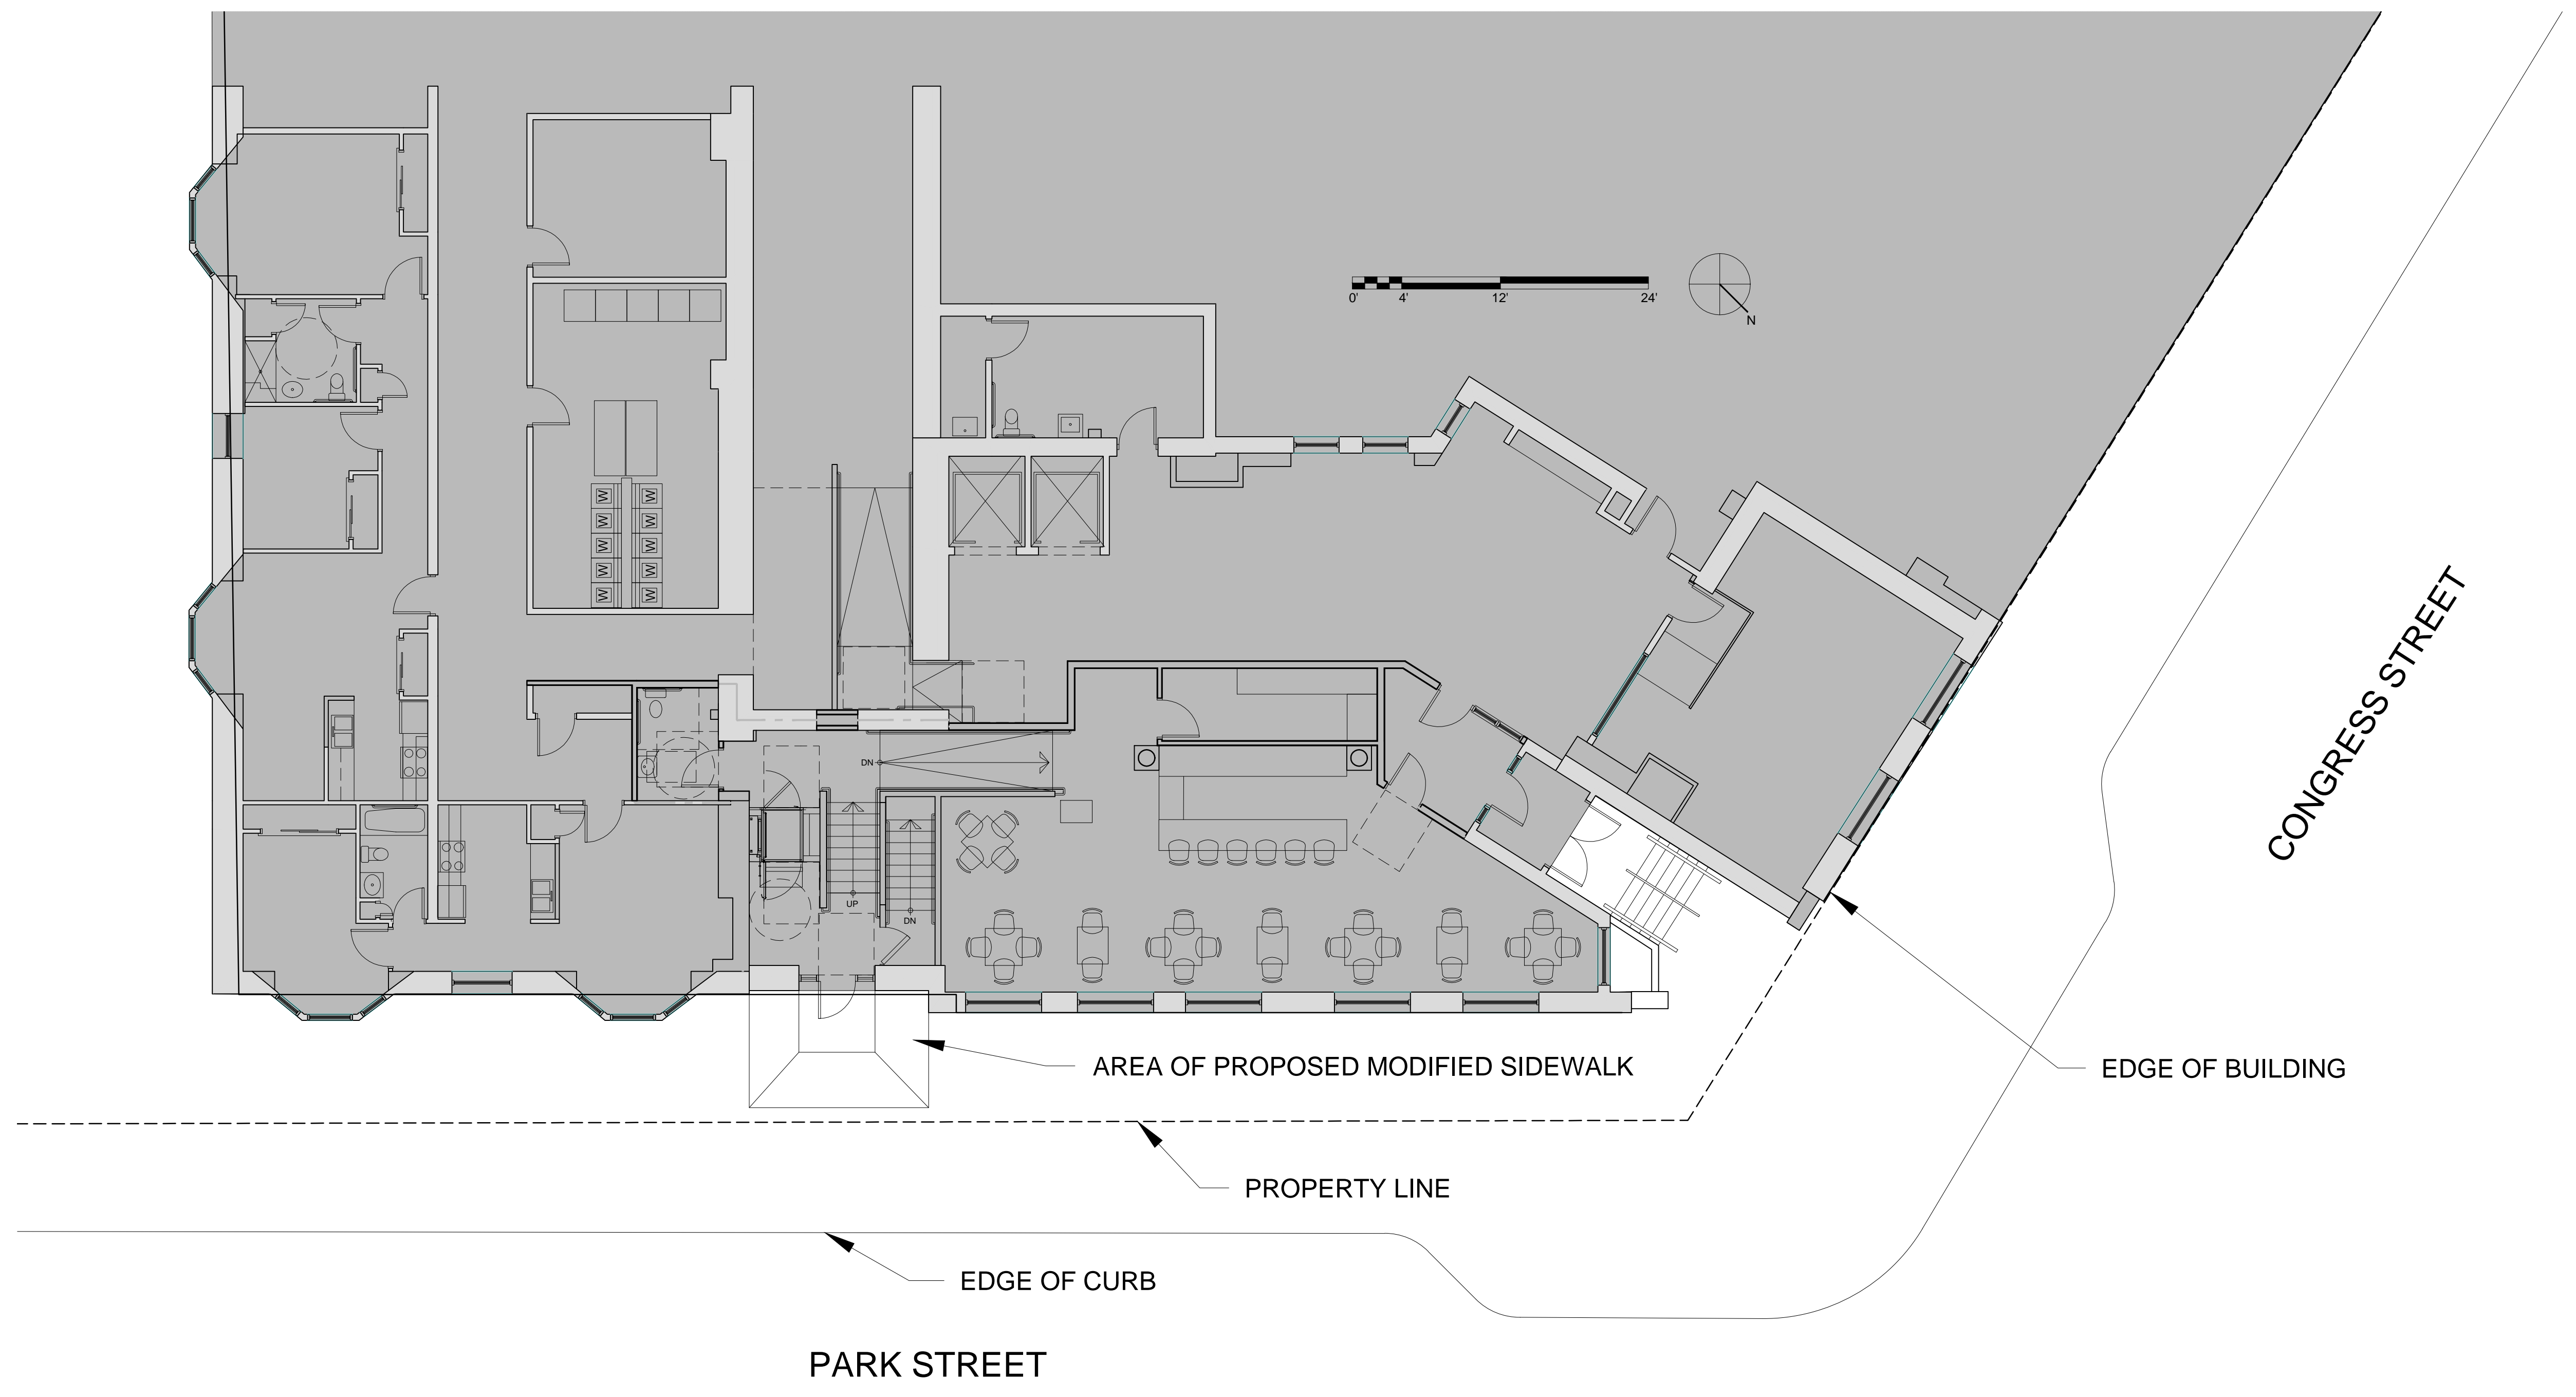 0' 4' 12' 24'
N
W W
W W
W W
W W
W W
DN
UP
DN
CONGRESS STREET
AREA OF PROPOSED MODIFIED SIDEWALK
EDGE OF BUILDING
PROPERTY LINE
EDGE OF CURB
PARK STREET